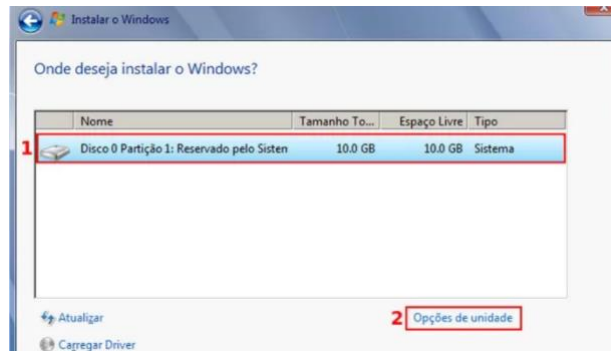 Instalar o Windows
Onde deseja instalar o Windows?
Nome Tamanho To... Espaço Livre Tipo
1 Disco 0 Partição 1: Reservado pelo Sisten 10.0 GB 10.0 GB Sistema
Atualizar 2 Opções de unidade
Carregar Driver